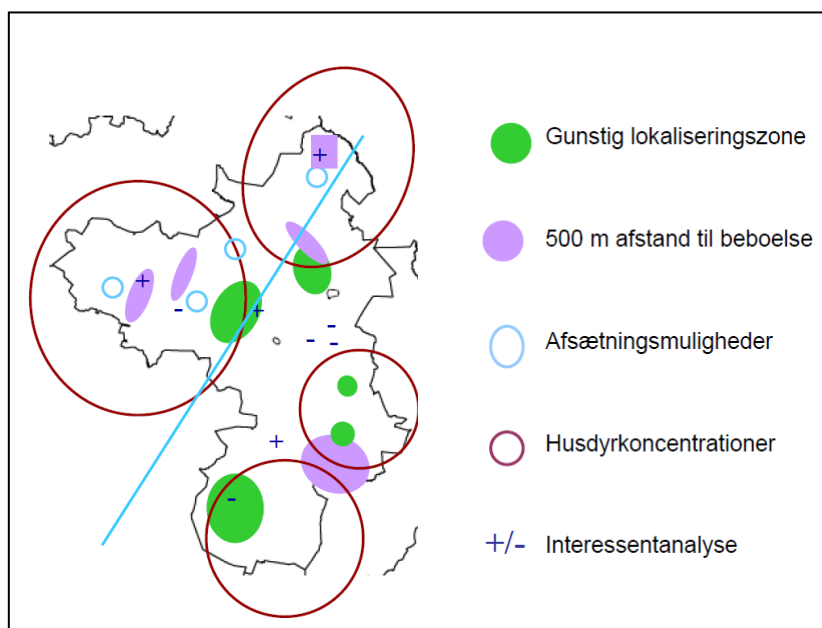 Gunstig lokaliseringszone
500 m afstand til beboelse
Afsætningsmuligheder
Husdyrkoncentrationer
+/- Interessentanalyse
+
+
-
+
-
-
-
+
-